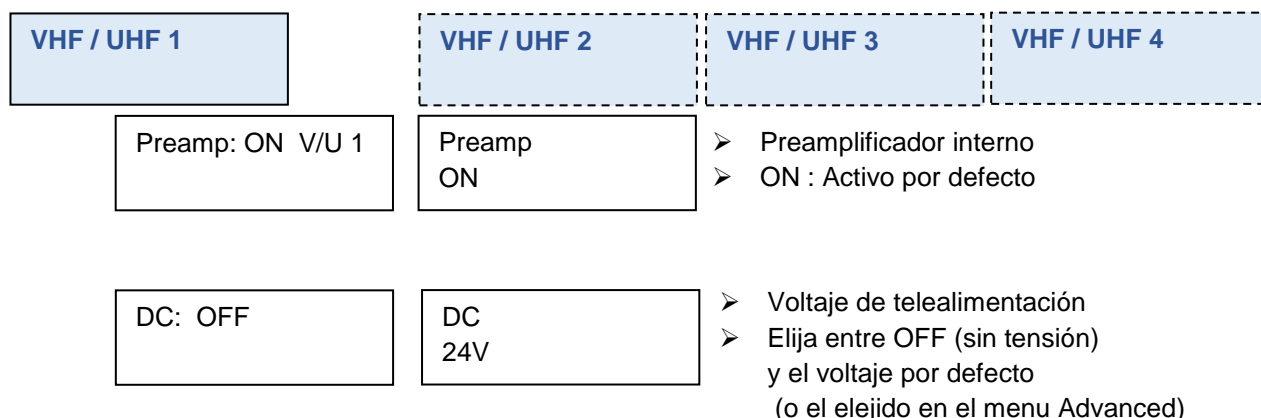 VHF / UHF 1
VHF / UHF 2
VHF / UHF 3
VHF / UHF 4
Preamp: ON V/U 1
Preamp
ON
➢ Preamplificador interno
➢ ON : Activo por defecto
DC: OFF
DC
24V
➢ Voltaje de telealimentación
➢ Elija entre OFF (sin tensión)
y el voltaje por defecto
(o el elejido en el menu Advanced)